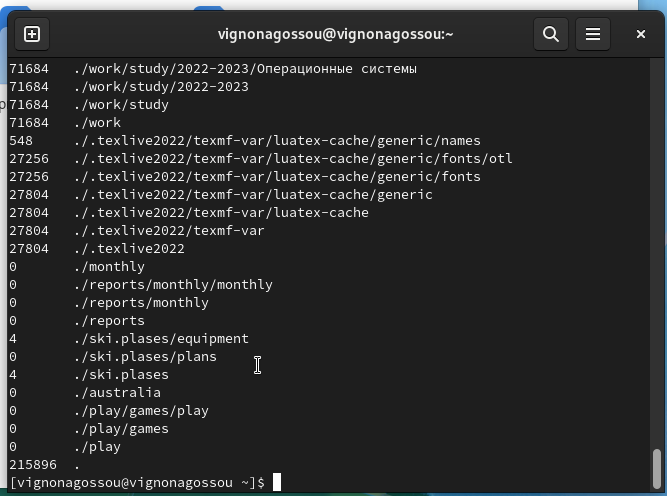 vignonagossou@vignonagossou:~
71684 ./work/study/2022-2023/Операционные системы
71684 ./work/study/2022-2023
71684 ./work/study
71684 ./work
548 ./.texlive2022/texmf-var/luatex-cache/generic/names
27256 ./.texlive2022/texmf-var/luatex-cache/generic/fonts/otl
27256 ./.texlive2022/texmf-var/luatex-cache/generic/fonts
27804 ./.texlive2022/texmf-var/luatex-cache/generic
27804 ./.texlive2022/texmf-var/luatex-cache
27804 ./.texlive2022/texmf-var
27804 ./.texlive2022
0 ./monthly
0 ./reports/monthly/monthly
0 ./reports/monthly
0 ./reports
4 ./ski.plases/equipment
0 ./ski.plases/plans
4 ./ski.plases
0 ./australia
0 ./play/games/play
0 ./play/games
0 ./play
215896 .
[vignonagossou@vignonagossou ~]$